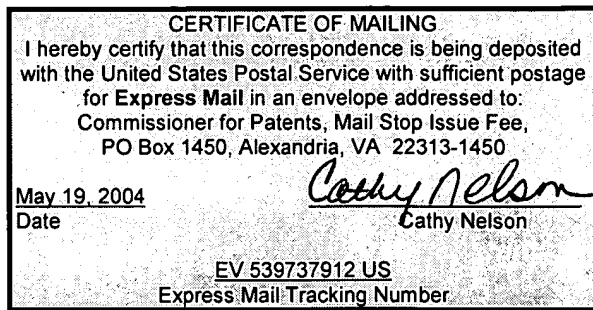 CERTIFICATE OF MAILING
I hereby certify that this correspondence is being deposited
with the United States Postal Service with sufficient postage
for Express Mail in an envelope addressed to:
Commissioner for Patents, Mail Stop Issue Fee,
PO Box 1450, Alexandria, VA 22313-1450
May 19, 2004 Cathy Nelson
Date Cathy Nelson
EV 539737912 US
Express Mail Tracking Number